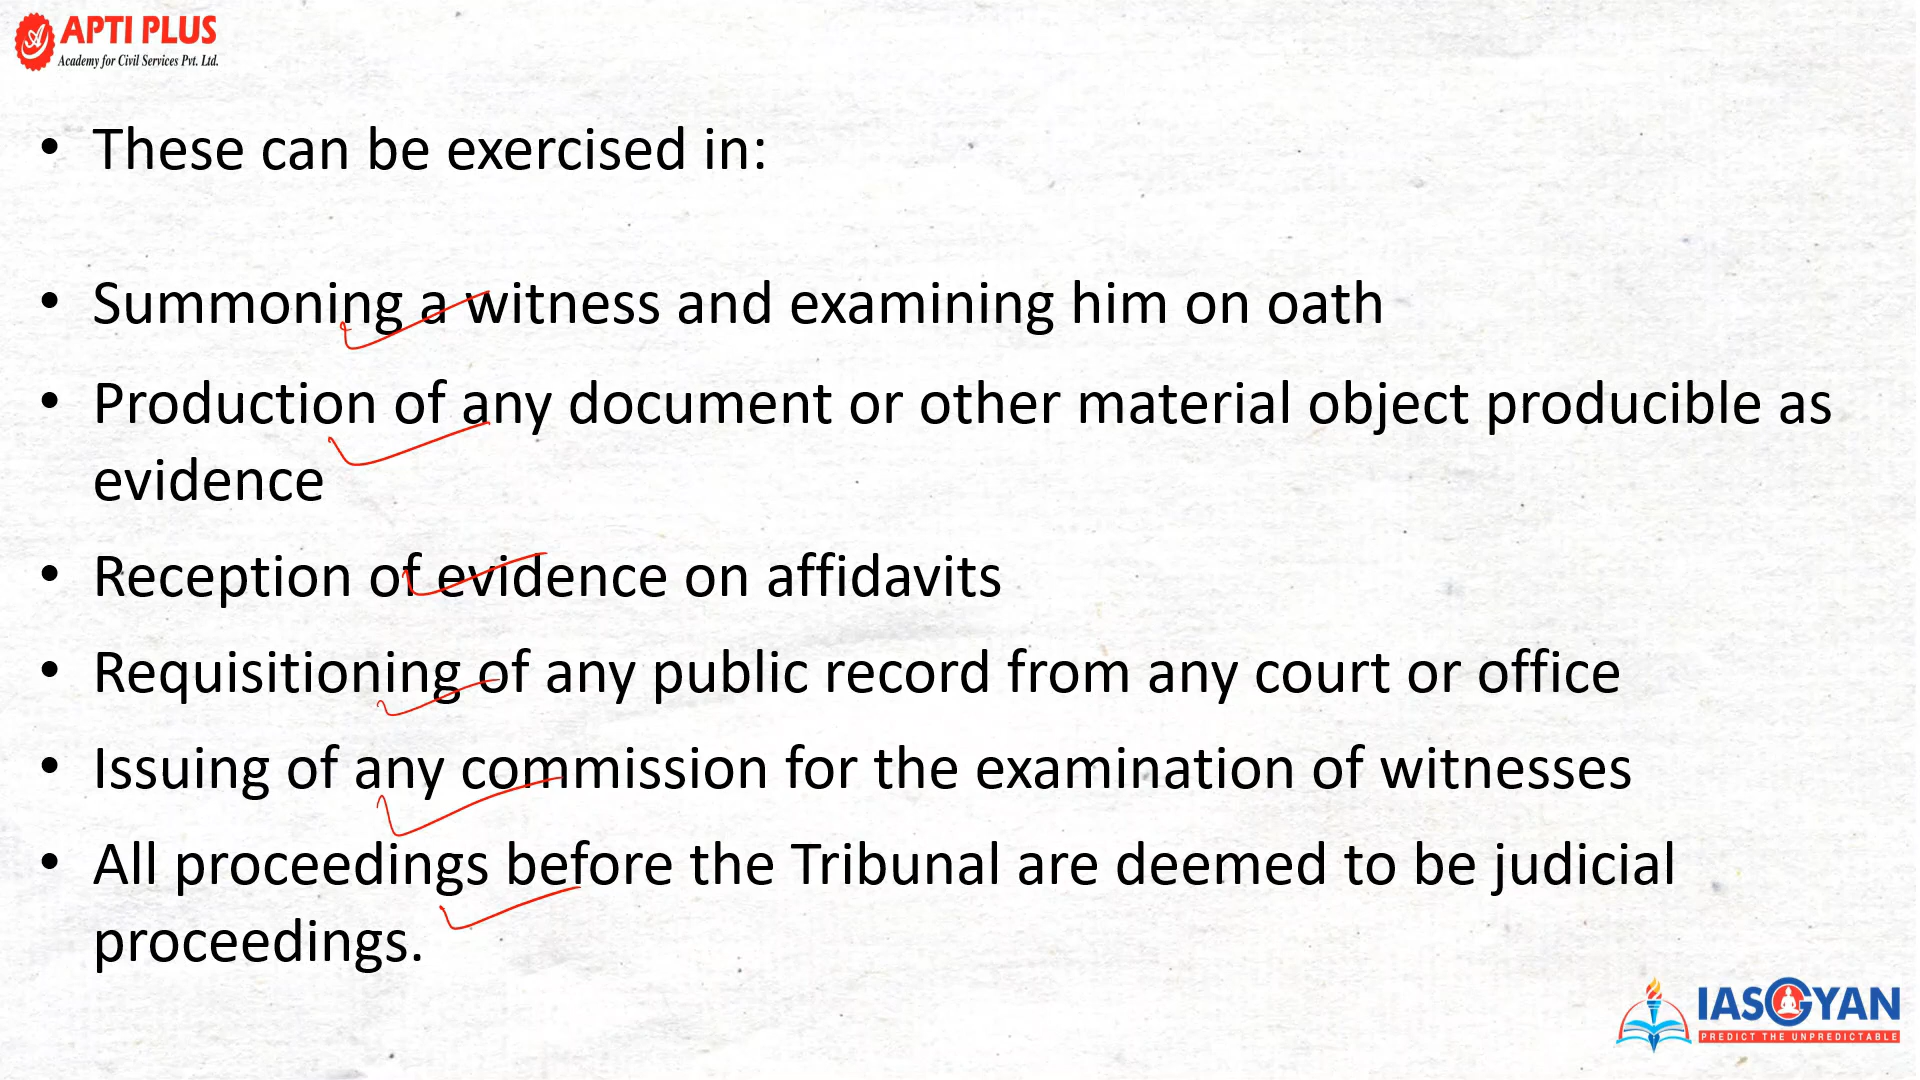 APTI PLUS
Academy for Civil Services Pvt. Ltd.
• These can be exercised in:
• Summoning a witness and examining him on oath
• Production of any document or other material object producible as
evidence
• Reception of evidence on affidavits
• Requisitioning of any public record from any court or office
• Issuing of any commission for the examination of witnesses
• All proceedings before the Tribunal are deemed to be judicial
proceedings.
IASGYAN
PREDICT THE UNPREDICTABLE